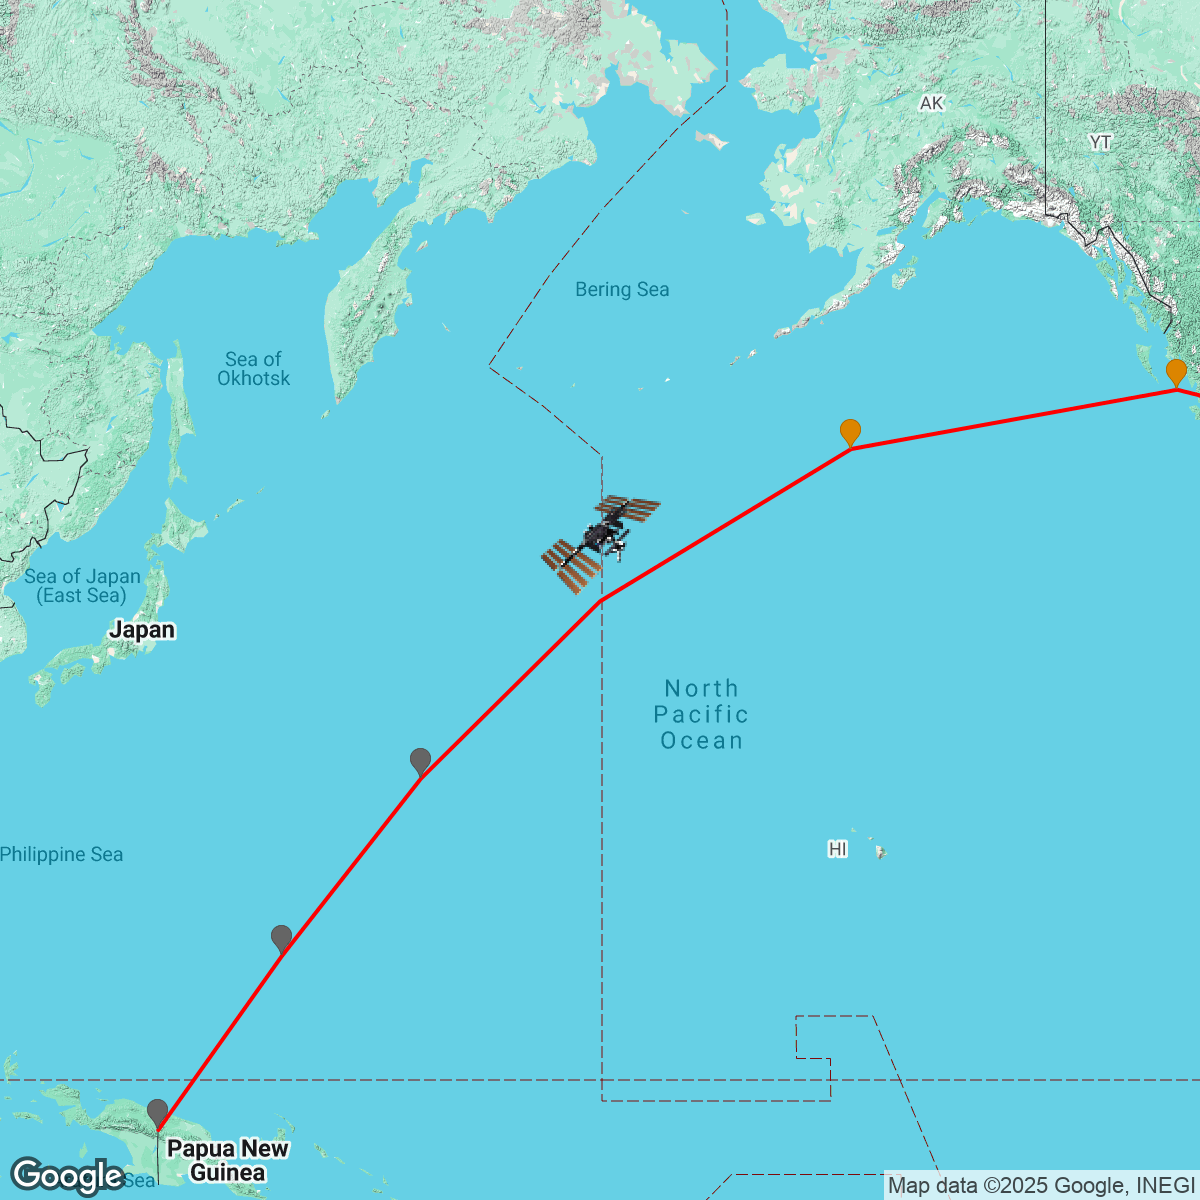 AK
YT
Bering Sea
Sea of
Okhotsk
Sea of Japan
(East Sea)
Japan
North
Pacific
Ocean
HI
Philippine Sea
Papua New
Guinea
Sea
Google
Map data ©2025 Google, INEGI